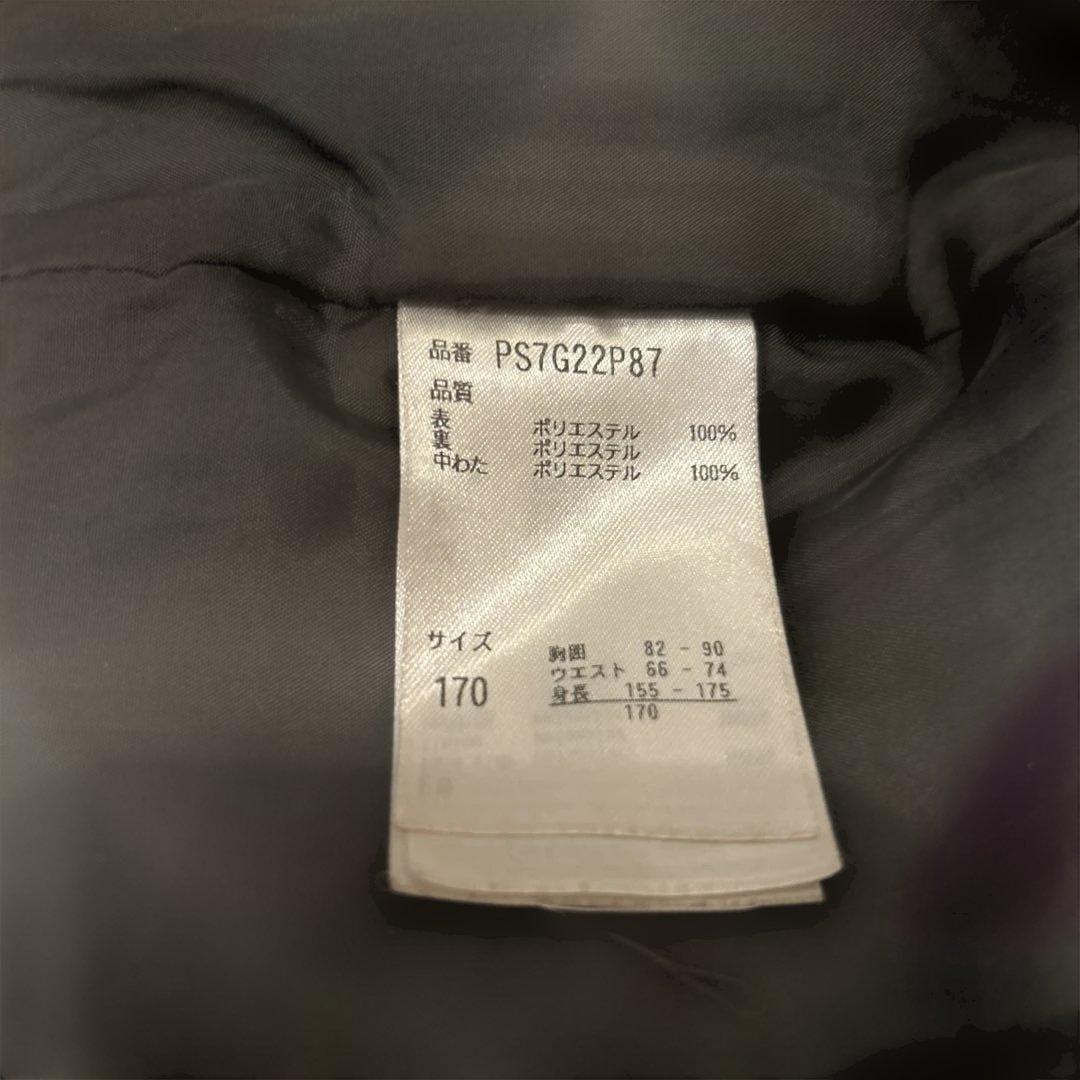 品番 PS7G22P87
品質
表 ポリエステル 100%
裏 ポリエステル
中わた ポリエステル 100%
サイズ
170
胸囲 82 - 90
ウエスト 66 - 74
身長 155 - 175
170